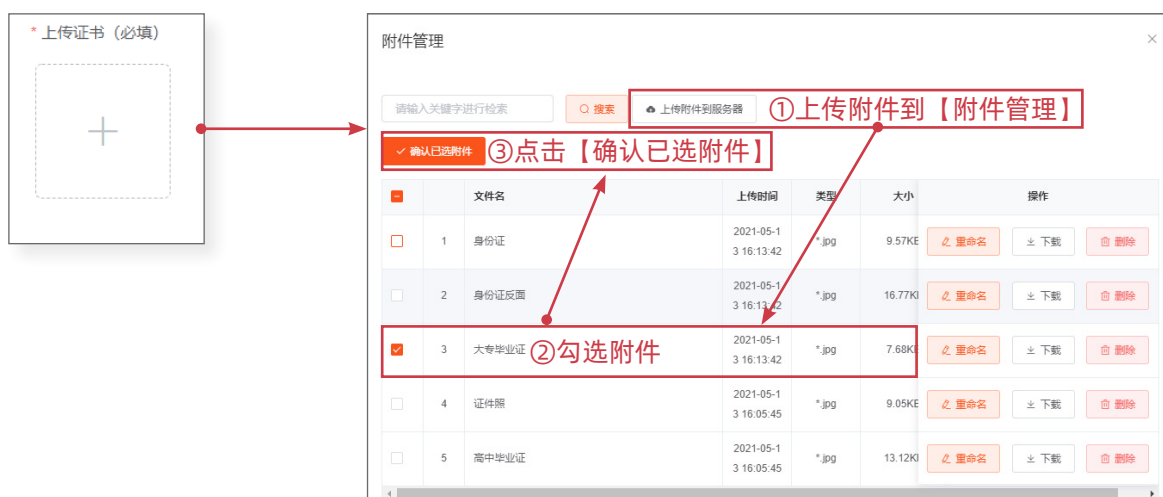 * 上传证书（必填）
附件管理
请输入关键字进行检索 搜索 上传附件到服务器 ①上传附件到【附件管理】
确认已选附件 ③点击【确认已选附件】
文件名 上传时间 类型 大小 操作
1 身份证 2021-05-1 *.jpg 9.57KB 重命名 下载 删除
3 16:13:42
2 身份证反面 2021-05-1 *.jpg 16.77K 重命名 下载 删除
3 16:13:42
3 大专毕业证 ②勾选附件 2021-05-1 *.jpg 7.68KB 重命名 下载 删除
3 16:13:42
4 证件照 2021-05-1 *.jpg 9.05KB 重命名 下载 删除
3 16:05:45
5 高中毕业证 2021-05-1 *.jpg 13.12K 重命名 下载 删除
3 16:05:45